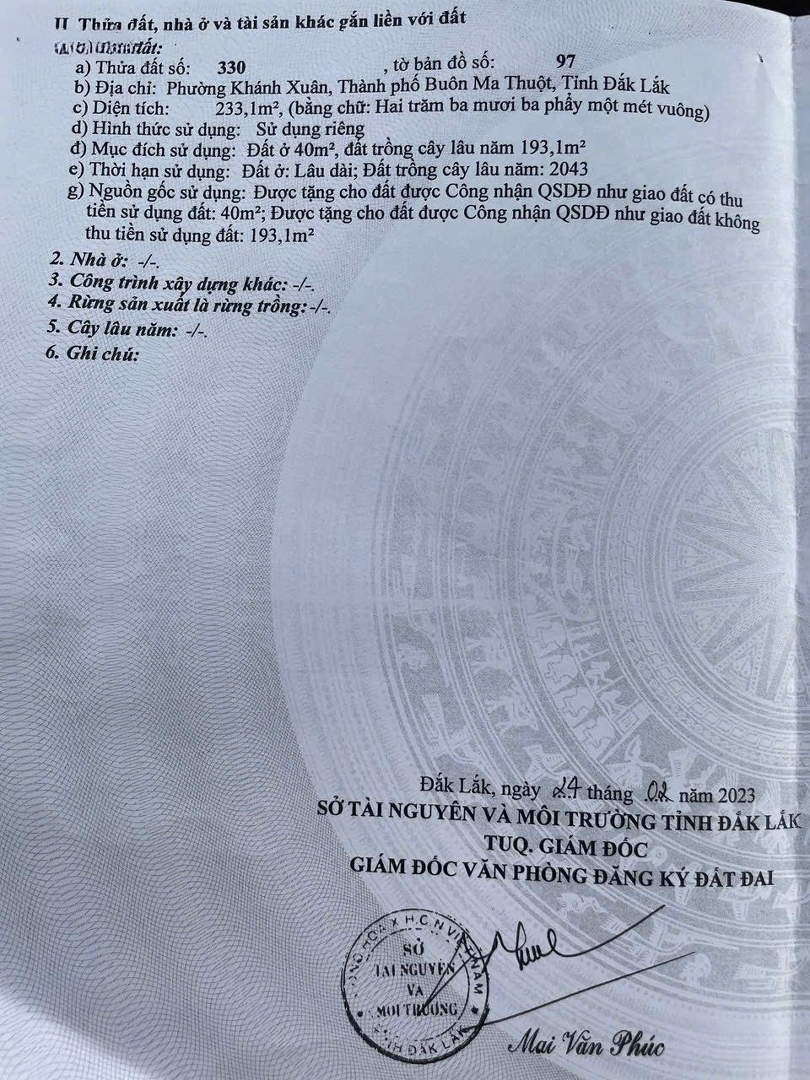 II Thửa đất, nhà ở và tài sản khác gắn liền với đất
đất:
a) Thửa đất số: 330 , tờ bản đồ số: 97
b) Địa chỉ: Phường Khánh Xuân, Thành phố Buôn Ma Thuột, Tỉnh Đắk Lắk
c) Diện tích: 233,1m², (bằng chữ: Hai trăm ba mươi ba phẩy một mét vuông)
d) Hình thức sử dụng: Sử dụng riêng
đ) Mục đích sử dụng: Đất ở 40m², đất trồng cây lâu năm 193,1m²
e) Thời hạn sử dụng: Đất ở: Lâu dài; Đất trồng cây lâu năm: 2043
g) Nguồn gốc sử dụng: Được tặng cho đất được Công nhận QSDĐ như giao đất có thu
tiền sử dụng đất: 40m²; Được tặng cho đất được Công nhận QSDĐ như giao đất không
thu tiền sử dụng đất: 193,1m²
2. Nhà ở: -/-.
3. Công trình xây dựng khác: -/-.
4. Rừng sản xuất là rừng trồng: -/-.
5. Cây lâu năm: -/-.
6. Ghi chú:
Đắk Lắk, ngày 24 tháng 02 năm 2023
SỞ TÀI NGUYÊN VÀ MÔI TRƯỜNG TỈNH ĐẮK LẮK
TUQ. GIÁM ĐỐC
GIÁM ĐỐC VĂN PHÒNG ĐĂNG KÝ ĐẤT ĐAI
HÒA X.H.C.N VIỆT NAM
SỞ
TÀI NGUYÊN
VÀ
MÔI TRƯỜNG
TỈNH ĐẮK LẮK
Mai Văn Phúc